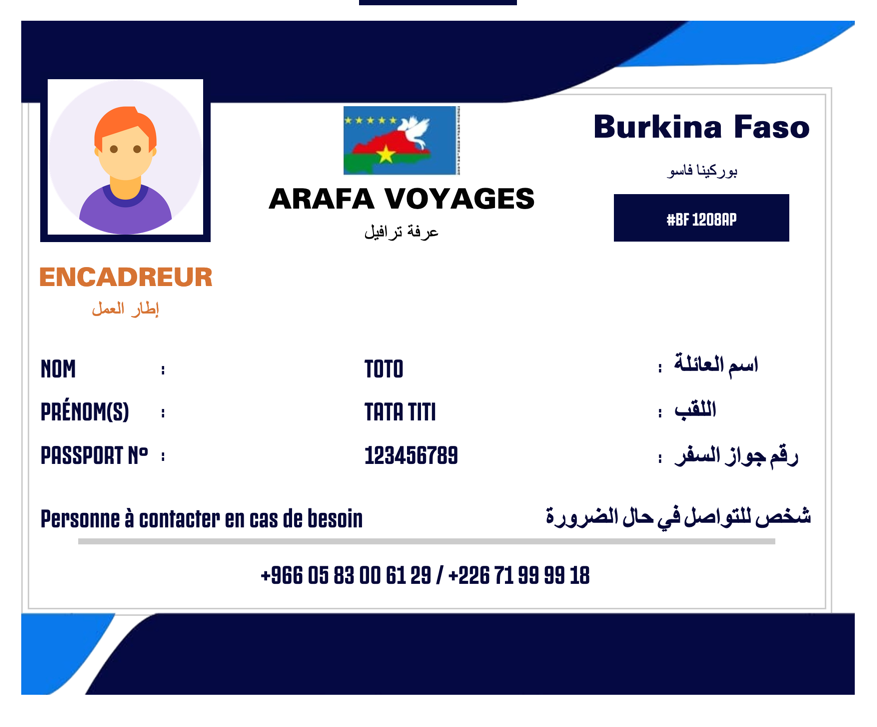 Burkina Faso
بوركينا فاسو
#BF 1208AP
ARAFA VOYAGES
عرفة ترافيل
ENCADREUR
إطار العمل
NOM : TOTO اسم العائلة :
PRÉNOM(S) : TATA TITI اللقب :
PASSPORT Nº : 123456789 رقم جواز السفر :
Personne à contacter en cas de besoin شخص للتواصل في حال الضرورة
+966 05 83 00 61 29 / +226 71 99 99 18